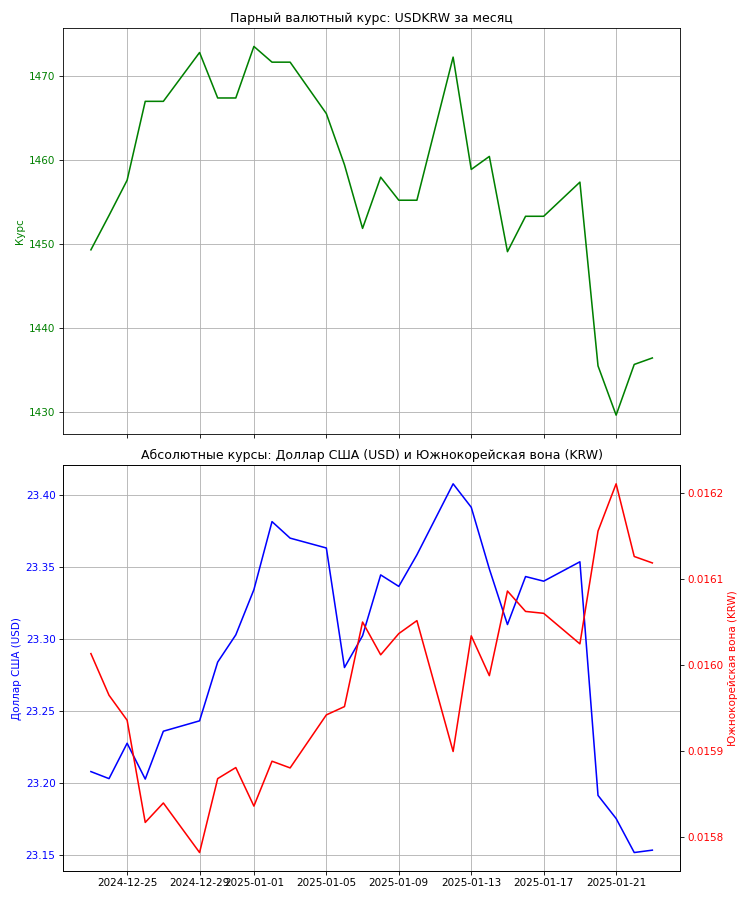 Парный валютный курс: USDKRW за месяц
1470
1460
1450
1440
1430
Курс
Абсолютные курсы: Доллар США (USD) и Южнокорейская вона (KRW)
23.40
23.35
23.30
23.25
23.20
23.15
Доллар США (USD)
0.0162
0.0161
0.0160
0.0159
0.0158
Южнокорейская вона (KRW)
2024-12-25 2024-12-29 2025-01-01 2025-01-05 2025-01-09 2025-01-13 2025-01-17 2025-01-21